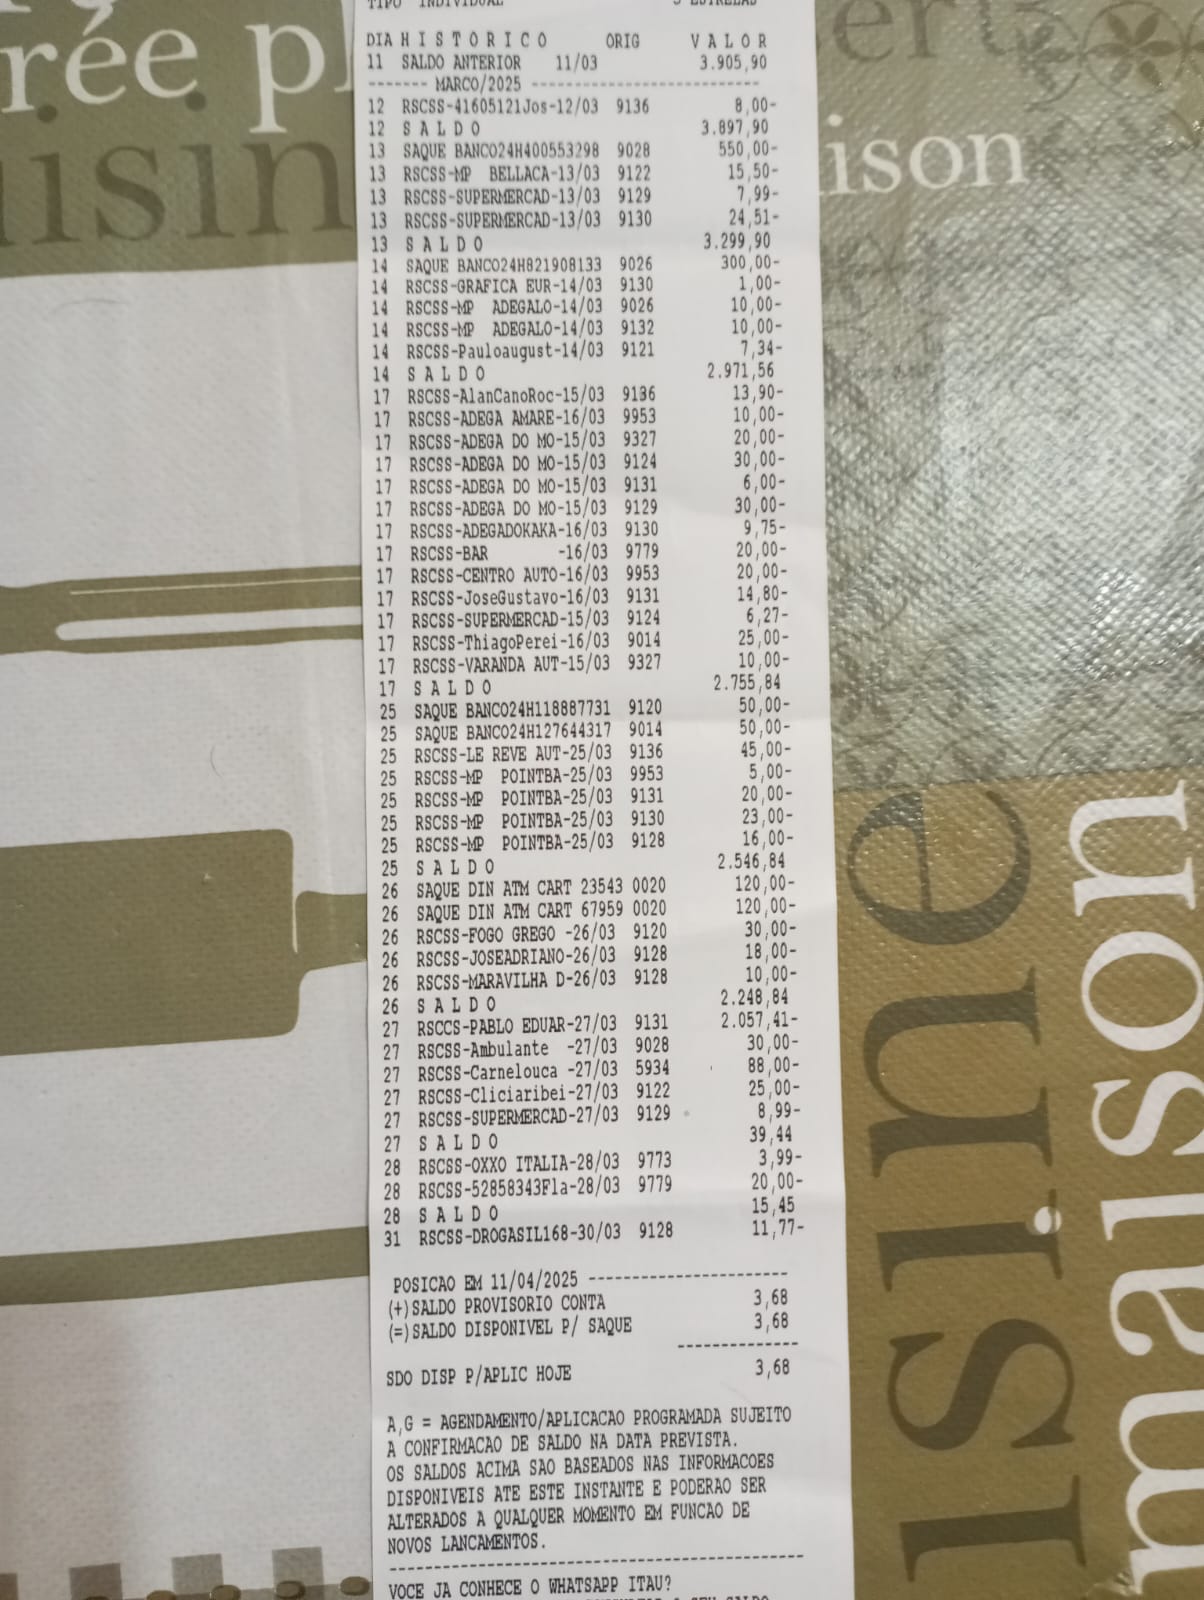 TIPO INDIVIDUAL 5 ESTRELAS
DIA H I S T O R I C O ORIG V A L O R
11 SALDO ANTERIOR 11/03 3.905,90
------- MARCO/2025 --------------------------
12 RSCSS-41605121Jos-12/03 9136 8,00-
12 S A L D O 3.897,90
13 SAQUE BANCO24H400553298 9028 550,00-
13 RSCSS-MP BELLACA-13/03 9122 15,50-
13 RSCSS-SUPERMERCAD-13/03 9129 7,99-
13 RSCSS-SUPERMERCAD-13/03 9130 24,51-
13 S A L D O 3.299,90
14 SAQUE BANCO24H821908133 9026 300,00-
14 RSCSS-GRAFICA EUR-14/03 9130 1,00-
14 RSCSS-MP ADEGALO-14/03 9026 10,00-
14 RSCSS-MP ADEGALO-14/03 9132 10,00-
14 RSCSS-Pauloaugust-14/03 9121 7,34-
14 S A L D O 2.971,56
17 RSCSS-AlanCanoRoc-15/03 9136 13,90-
17 RSCSS-ADEGA AMARE-16/03 9953 10,00-
17 RSCSS-ADEGA DO MO-15/03 9327 20,00-
17 RSCSS-ADEGA DO MO-15/03 9124 30,00-
17 RSCSS-ADEGA DO MO-15/03 9131 6,00-
17 RSCSS-ADEGA DO MO-15/03 9129 30,00-
17 RSCSS-ADEGADOKAKA-16/03 9130 9,75-
17 RSCSS-BAR -16/03 9779 20,00-
17 RSCSS-CENTRO AUTO-16/03 9953 20,00-
17 RSCSS-JoseGustavo-16/03 9131 14,80-
17 RSCSS-SUPERMERCAD-15/03 9124 6,27-
17 RSCSS-ThiagoPerei-16/03 9014 25,00-
17 RSCSS-VARANDA AUT-15/03 9327 10,00-
17 S A L D O 2.755,84
25 SAQUE BANCO24H118887731 9120 50,00-
25 SAQUE BANCO24H127644317 9014 50,00-
25 RSCSS-LE REVE AUT-25/03 9136 45,00-
25 RSCSS-MP POINTBA-25/03 9953 5,00-
25 RSCSS-MP POINTBA-25/03 9131 20,00-
25 RSCSS-MP POINTBA-25/03 9130 23,00-
25 RSCSS-MP POINTBA-25/03 9128 16,00-
25 S A L D O 2.546,84
26 SAQUE DIN ATM CART 23543 0020 120,00-
26 SAQUE DIN ATM CART 67959 0020 120,00-
26 RSCSS-FOGO GREGO -26/03 9120 30,00-
26 RSCSS-JOSEADRIANO-26/03 9128 18,00-
26 RSCSS-MARAVILHA D-26/03 9128 10,00-
26 S A L D O 2.248,84
27 RSCCS-PABLO EDUAR-27/03 9131 2.057,41-
27 RSCSS-Ambulante -27/03 9028 30,00-
27 RSCSS-Carnelouca -27/03 5934 88,00-
27 RSCSS-Cliciaribei-27/03 9122 25,00-
27 RSCSS-SUPERMERCAD-27/03 9129 8,99-
27 S A L D O 39,44
28 RSCSS-OXXO ITALIA-28/03 9773 3,99-
28 RSCSS-52858343Fla-28/03 9779 20,00-
28 S A L D O 15,45
31 RSCSS-DROGASIL168-30/03 9128 11,77-
POSICAO EM 11/04/2025 -----------------------
(+)SALDO PROVISORIO CONTA 3,68
(=)SALDO DISPONIVEL P/ SAQUE 3,68
--------------
SDO DISP P/APLIC HOJE 3,68
A,G = AGENDAMENTO/APLICACAO PROGRAMADA SUJEITO
A CONFIRMACAO DE SALDO NA DATA PREVISTA.
OS SALDOS ACIMA SAO BASEADOS NAS INFORMACOES
DISPONIVEIS ATE ESTE INSTANTE E PODERAO SER
ALTERADOS A QUALQUER MOMENTO EM FUNCAO DE
NOVOS LANCAMENTOS.
------------------------------------------------
VOCE JA CONHECE O WHATSAPP ITAU?
rée p
uisin
ert
ison
isine
maison